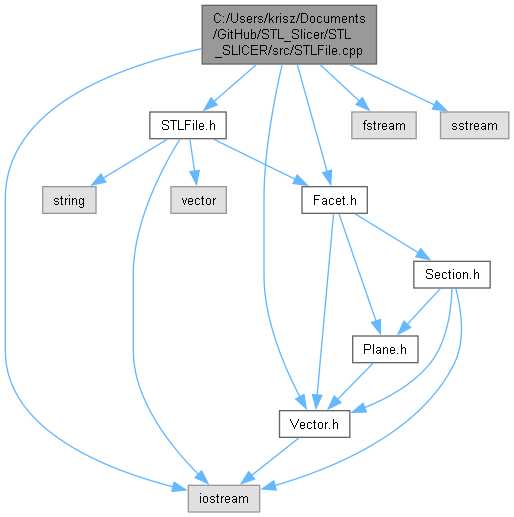 C:/Users/krisz/Documents
/GitHub/STL_Slicer/STL
_SLICER/src/STLFile.cpp
STLFile.h
fstream
sstream
string
vector
Facet.h
Section.h
Plane.h
Vector.h
iostream